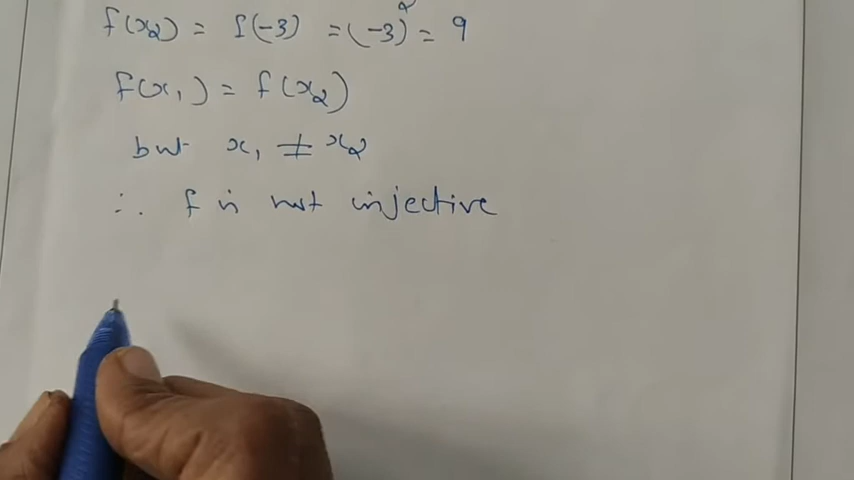 f(x₂) = f(-3) = (-3)² = 9
f(x₁) = f(x₂)
but x₁ ≠ x₂
∴ f is not injective